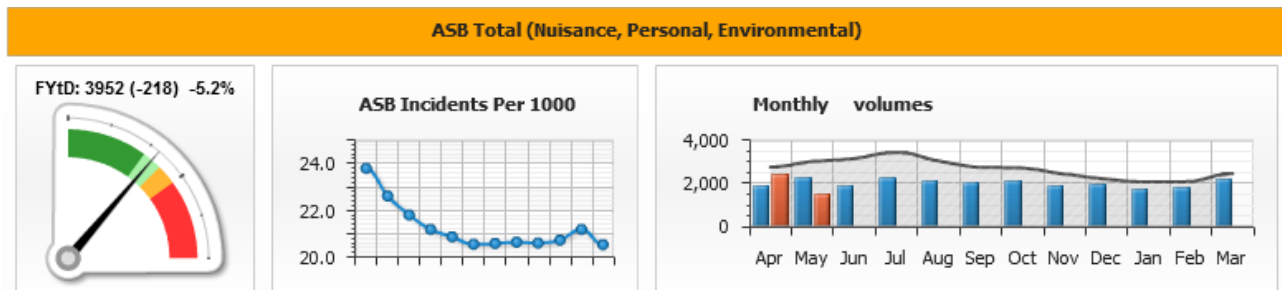 ASB Total (Nuisance, Personal, Environmental)
FYtD: 3952 (-218) -5.2%
ASB Incidents Per 1000
24.0
22.0
20.0
Monthly volumes
4,000
2,000
0
Apr May Jun Jul Aug Sep Oct Nov Dec Jan Feb Mar